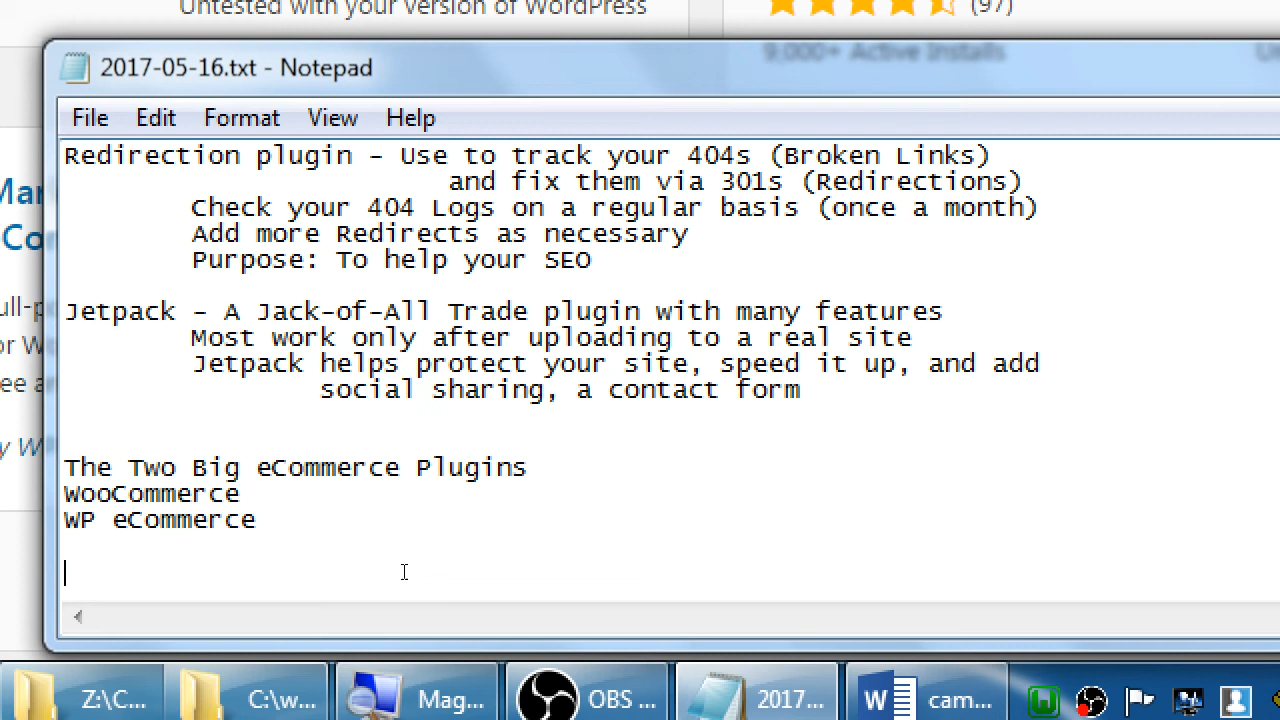 Untested with your version of WordPress
(97)
9,000+ Active Installs
2017-05-16.txt - Notepad
File Edit Format View Help
Redirection plugin - Use to track your 404s (Broken Links)
and fix them via 301s (Redirections)
Check your 404 Logs on a regular basis (once a month)
Add more Redirects as necessary
Purpose: To help your SEO
Jetpack - A Jack-of-All Trade plugin with many features
Most work only after uploading to a real site
Jetpack helps protect your site, speed it up, and add
social sharing, a contact form
The Two Big eCommerce Plugins
WooCommerce
WP eCommerce
Z:\C... C:\w... Mag... OBS ... 2017... W cam...